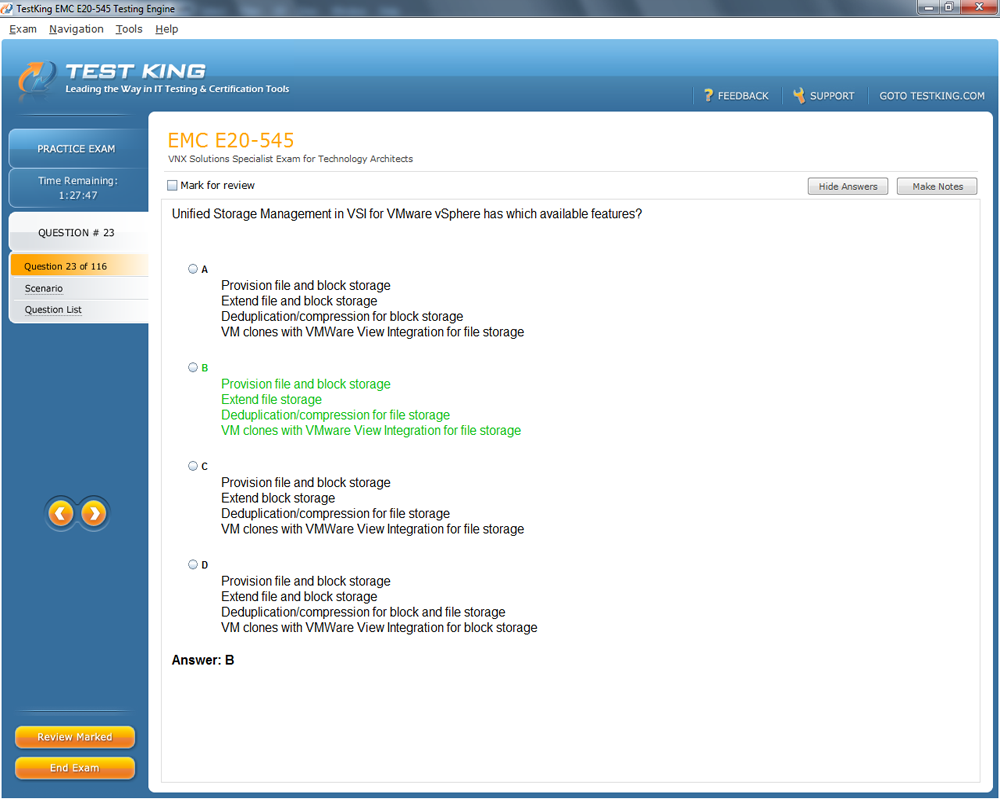 TestKing EMC E20-545 Testing Engine
Exam Navigation Tools Help
TEST KING
Leading the Way in IT Testing & Certification Tools
? FEEDBACK SUPPORT GOTO TESTKING.COM
PRACTICE EXAM
Time Remaining:
1:27:47
QUESTION # 23
Question 23 of 116
Scenario
Question List
Review Marked
End Exam
EMC E20-545
VNX Solutions Specialist Exam for Technology Architects
Mark for review
Hide Answers Make Notes
Unified Storage Management in VSI for VMware vSphere has which available features?
A
Provision file and block storage
Extend file and block storage
Deduplication/compression for block storage
VM clones with VMWare View Integration for file storage
B
Provision file and block storage
Extend file storage
Deduplication/compression for file storage
VM clones with VMware View Integration for file storage
C
Provision file and block storage
Extend block storage
Deduplication/compression for file storage
VM clones with VMWare View Integration for file storage
D
Provision file and block storage
Extend file and block storage
Deduplication/compression for block and file storage
VM clones with VMWare View Integration for block storage
Answer: B